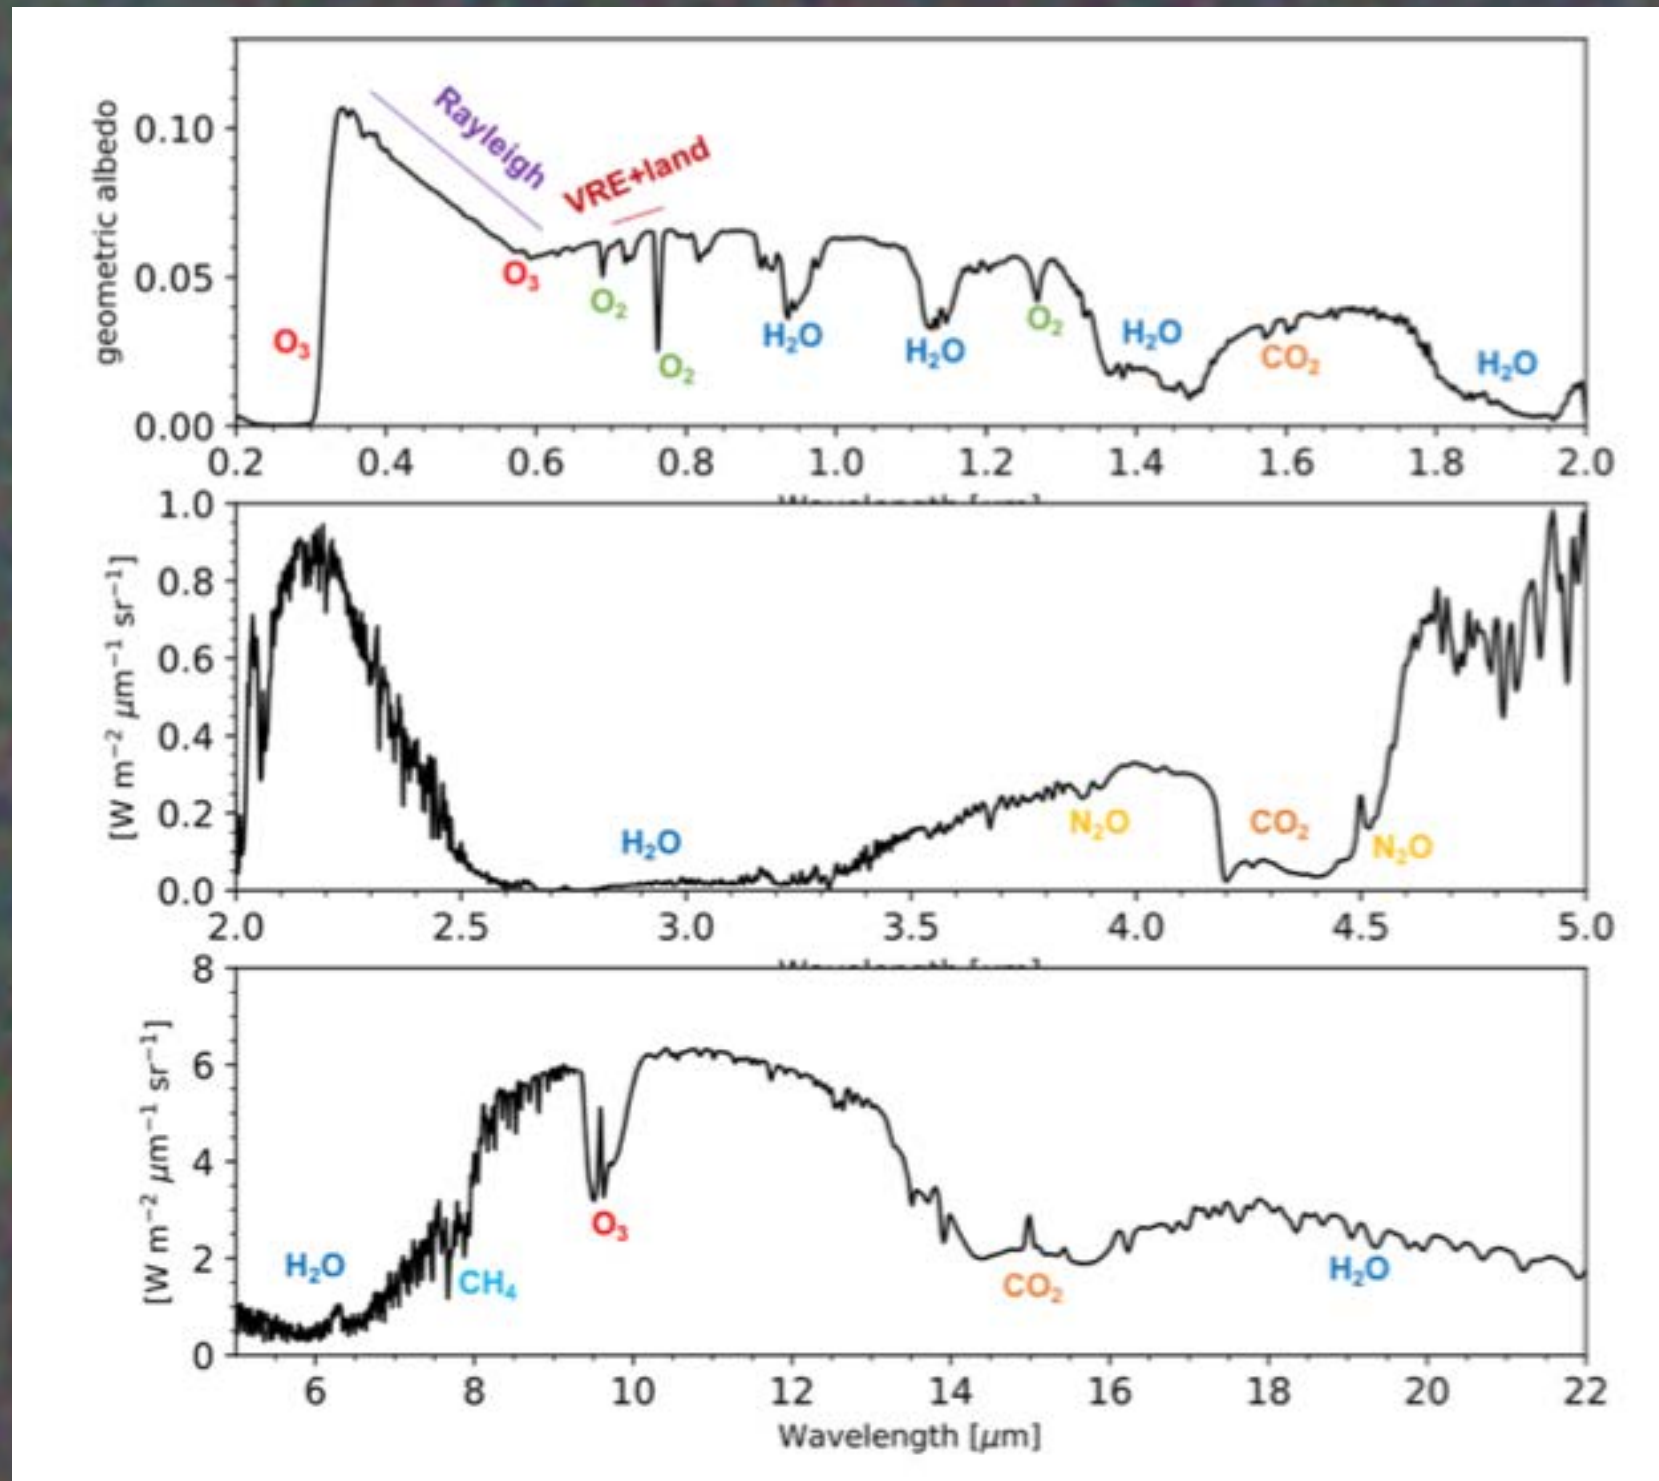 geometric albedo
0.10
0.05
0.00
Rayleigh
VRE+land
O₃
O₃
O₂
O₂
H₂O
H₂O
O₂
H₂O
CO₂
H₂O
0.2 0.4 0.6 0.8 1.0 1.2 1.4 1.6 1.8 2.0
[W m⁻² μm⁻¹ sr⁻¹]
1.0
0.8
0.6
0.4
0.2
0.0
H₂O
N₂O
CO₂
N₂O
2.0 2.5 3.0 3.5 4.0 4.5 5.0
[W m⁻² μm⁻¹ sr⁻¹]
8
6
4
2
0
H₂O
CH₄
O₃
CO₂
H₂O
6 8 10 12 14 16 18 20 22
Wavelength [μm]